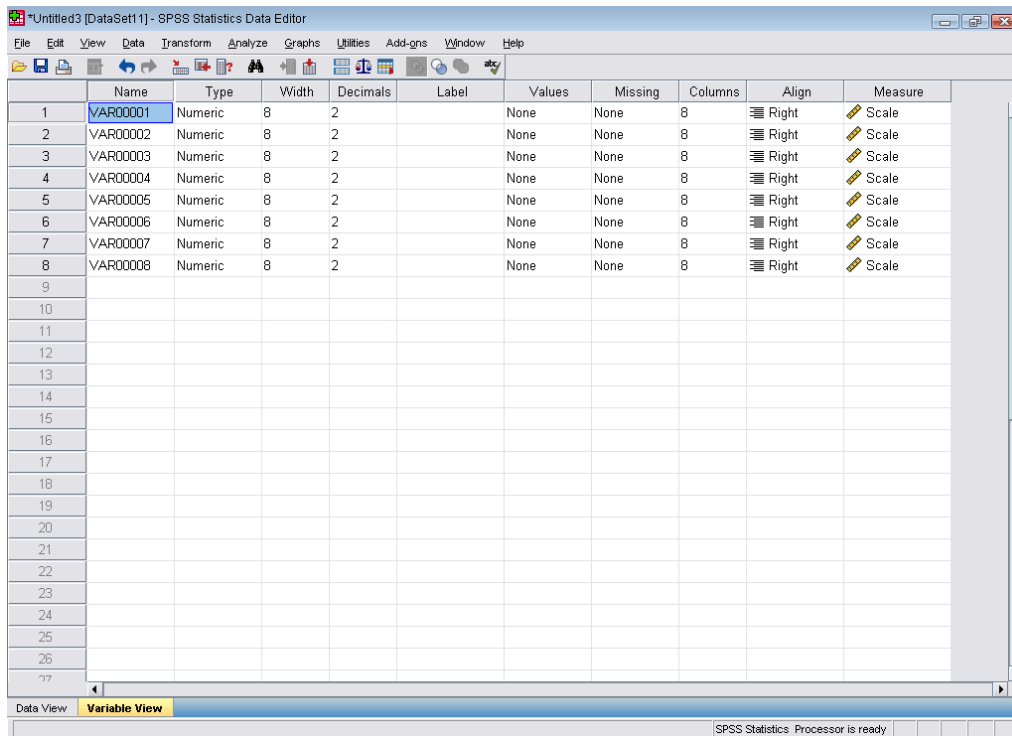 *Untitled3 [DataSet11] - SPSS Statistics Data Editor
File Edit View Data Transform Analyze Graphs Utilities Add-ons Window Help
Name Type Width Decimals Label Values Missing Columns Align Measure
1 VAR00001 Numeric 8 2 None None 8 Right Scale
2 VAR00002 Numeric 8 2 None None 8 Right Scale
3 VAR00003 Numeric 8 2 None None 8 Right Scale
4 VAR00004 Numeric 8 2 None None 8 Right Scale
5 VAR00005 Numeric 8 2 None None 8 Right Scale
6 VAR00006 Numeric 8 2 None None 8 Right Scale
7 VAR00007 Numeric 8 2 None None 8 Right Scale
8 VAR00008 Numeric 8 2 None None 8 Right Scale
9
10
11
12
13
14
15
16
17
18
19
20
21
22
23
24
25
26
27
Data View Variable View
SPSS Statistics Processor is ready